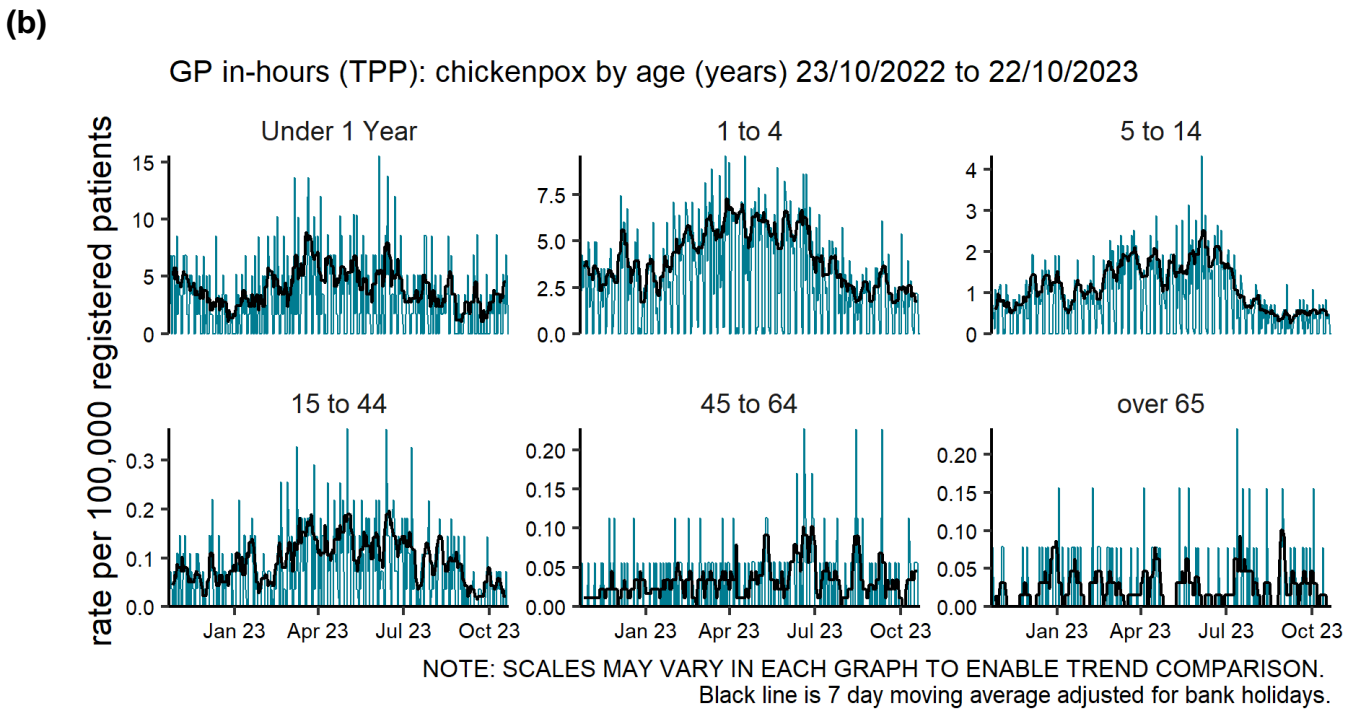 (b)
GP in-hours (TPP): chickenpox by age (years) 23/10/2022 to 22/10/2023
rate per 100,000 registered patients
Under 1 Year
15
10
5
0
1 to 4
7.5
5.0
2.5
0.0
5 to 14
4
3
2
1
0
15 to 44
0.3
0.2
0.1
0.0
Jan 23 Apr 23 Jul 23 Oct 23
45 to 64
0.20
0.15
0.10
0.05
0.00
Jan 23 Apr 23 Jul 23 Oct 23
over 65
0.20
0.15
0.10
0.05
0.00
Jan 23 Apr 23 Jul 23 Oct 23
NOTE: SCALES MAY VARY IN EACH GRAPH TO ENABLE TREND COMPARISON.
Black line is 7 day moving average adjusted for bank holidays.